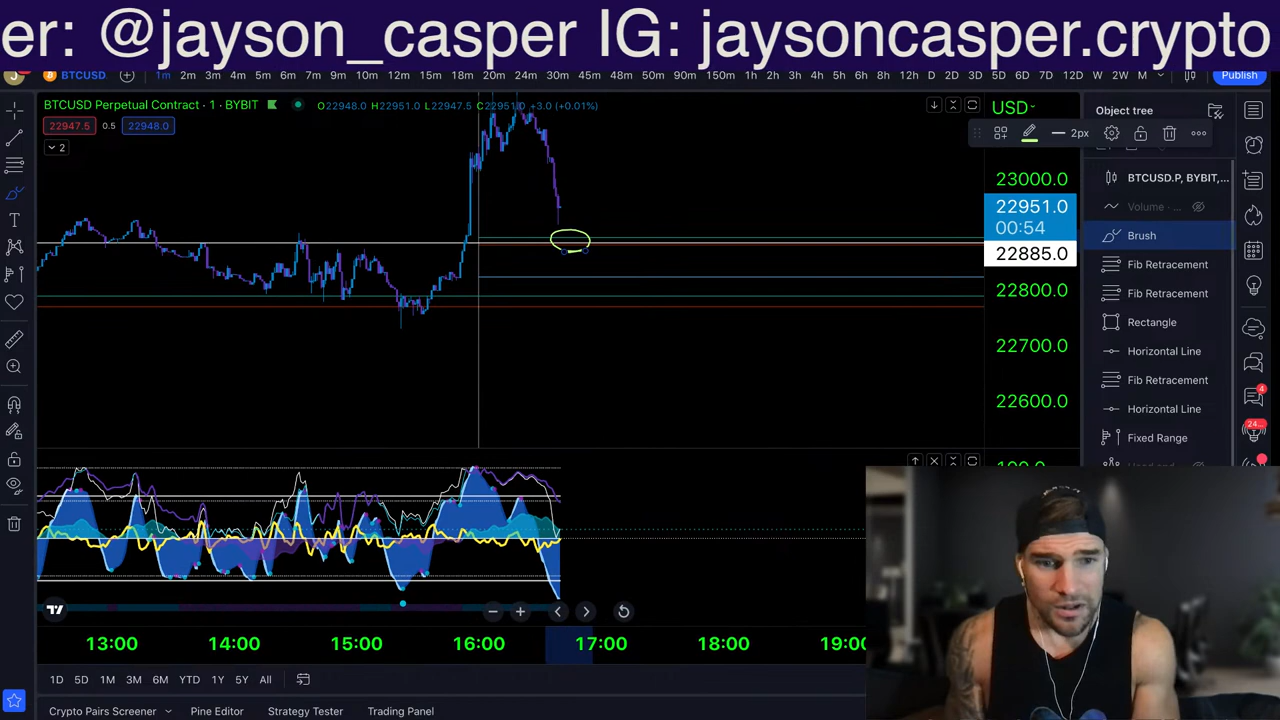 er: @jayson__casper IG: jaysoncasper.crypto
J BTCUSD 1m 2m 3m 4m 5m 6m 7m 9m 12m 15m 18m 20m 24m 30m 45m 48m 50m 90m 150m 1h 2h 3h 4h 5h 6h 8h 12h D 2D 3D 5D 6D 7D 12D W 2W M Publish
BTCUSD Perpetual Contract · 1 · BYBIT O22948.0 H22951.0 L22947.5 C22951.0 +3.0 (+0.01%)
USD
Object tree
22947.5 0.5 22948.0
2px
2
23000.0
22951.0
00:54
22885.0
22800.0
22700.0
22600.0
BTCUSD.P, BYBIT,...
Volume - ...
Brush
Fib Retracement
Fib Retracement
Rectangle
Horizontal Line
Fib Retracement
Horizontal Line
Fixed Range
4
24...
13:00 14:00 15:00 16:00 17:00 18:00 19:0
1D 5D 1M 3M 6M YTD 1Y 5Y All
Crypto Pairs Screener Pine Editor Strategy Tester Trading Panel